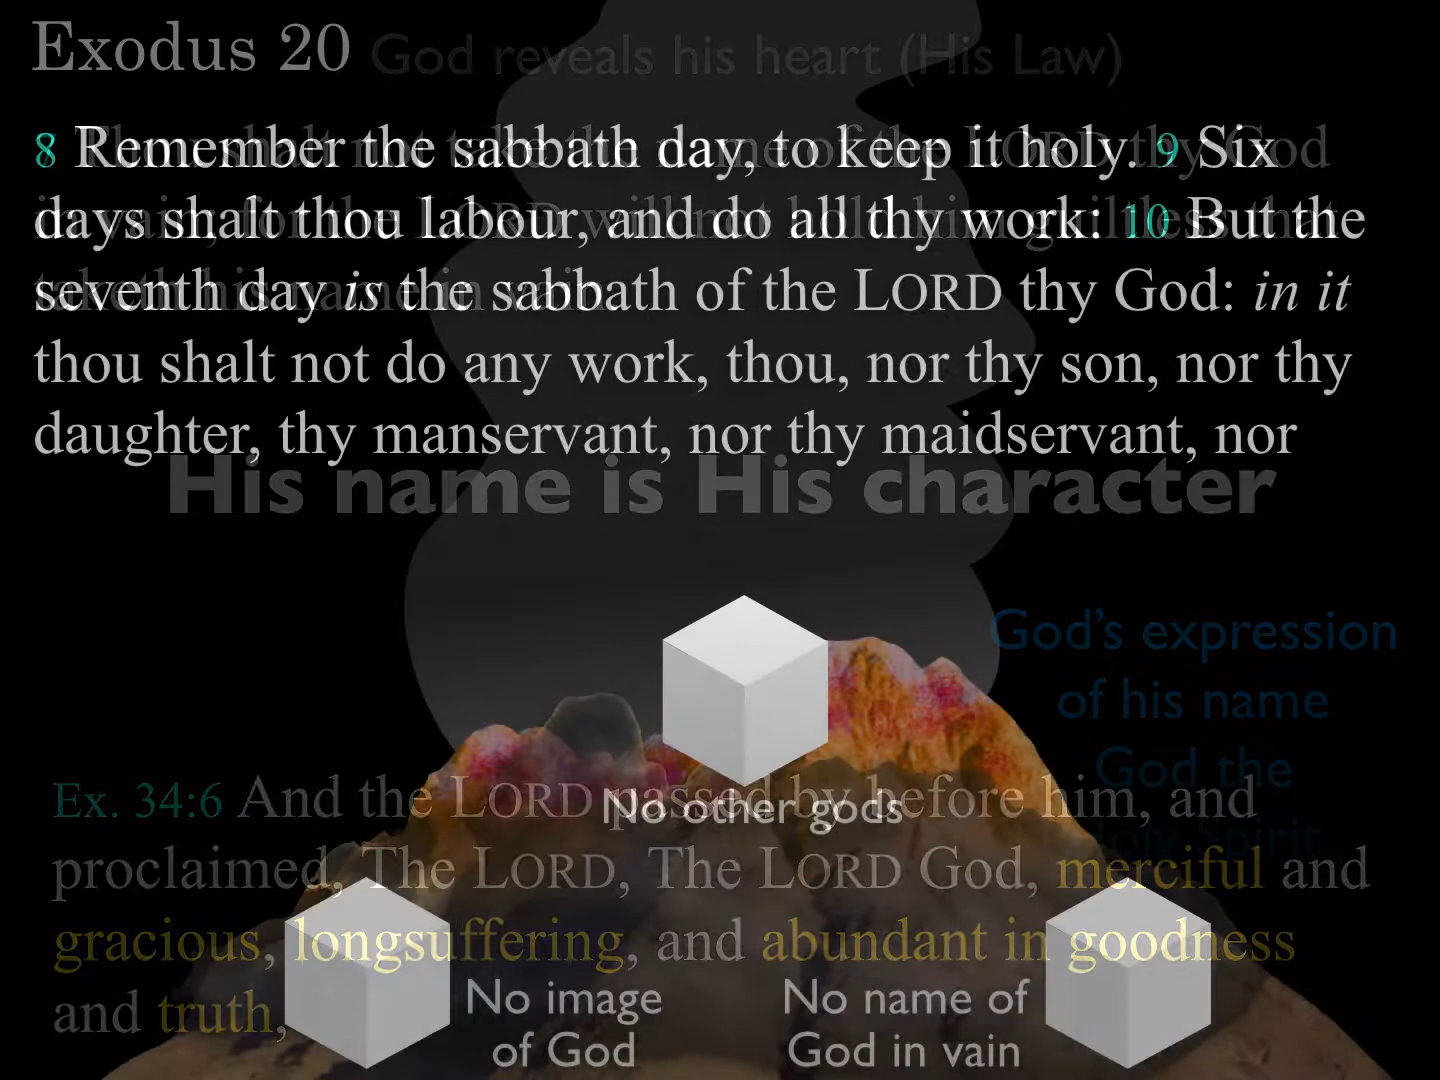 Exodus 20 God reveals his heart (His Law)
8 Remember the sabbath day, to keep it holy. 9 Six
days shalt thou labour, and do all thy work: 10 But the
seventh day is the sabbath of the LORD thy God: in it
thou shalt not do any work, thou, nor thy son, nor thy
daughter, thy manservant, nor thy maidservant, nor
His name is His character
God's expression
of his name
God the
Holy Spirit
Ex. 34:6 And the LORD passed by before him, and
proclaimed, The LORD, The LORD God, merciful and
gracious, longsuffering, and abundant in goodness
and truth,
No other gods
No image
of God
No name of
God in vain